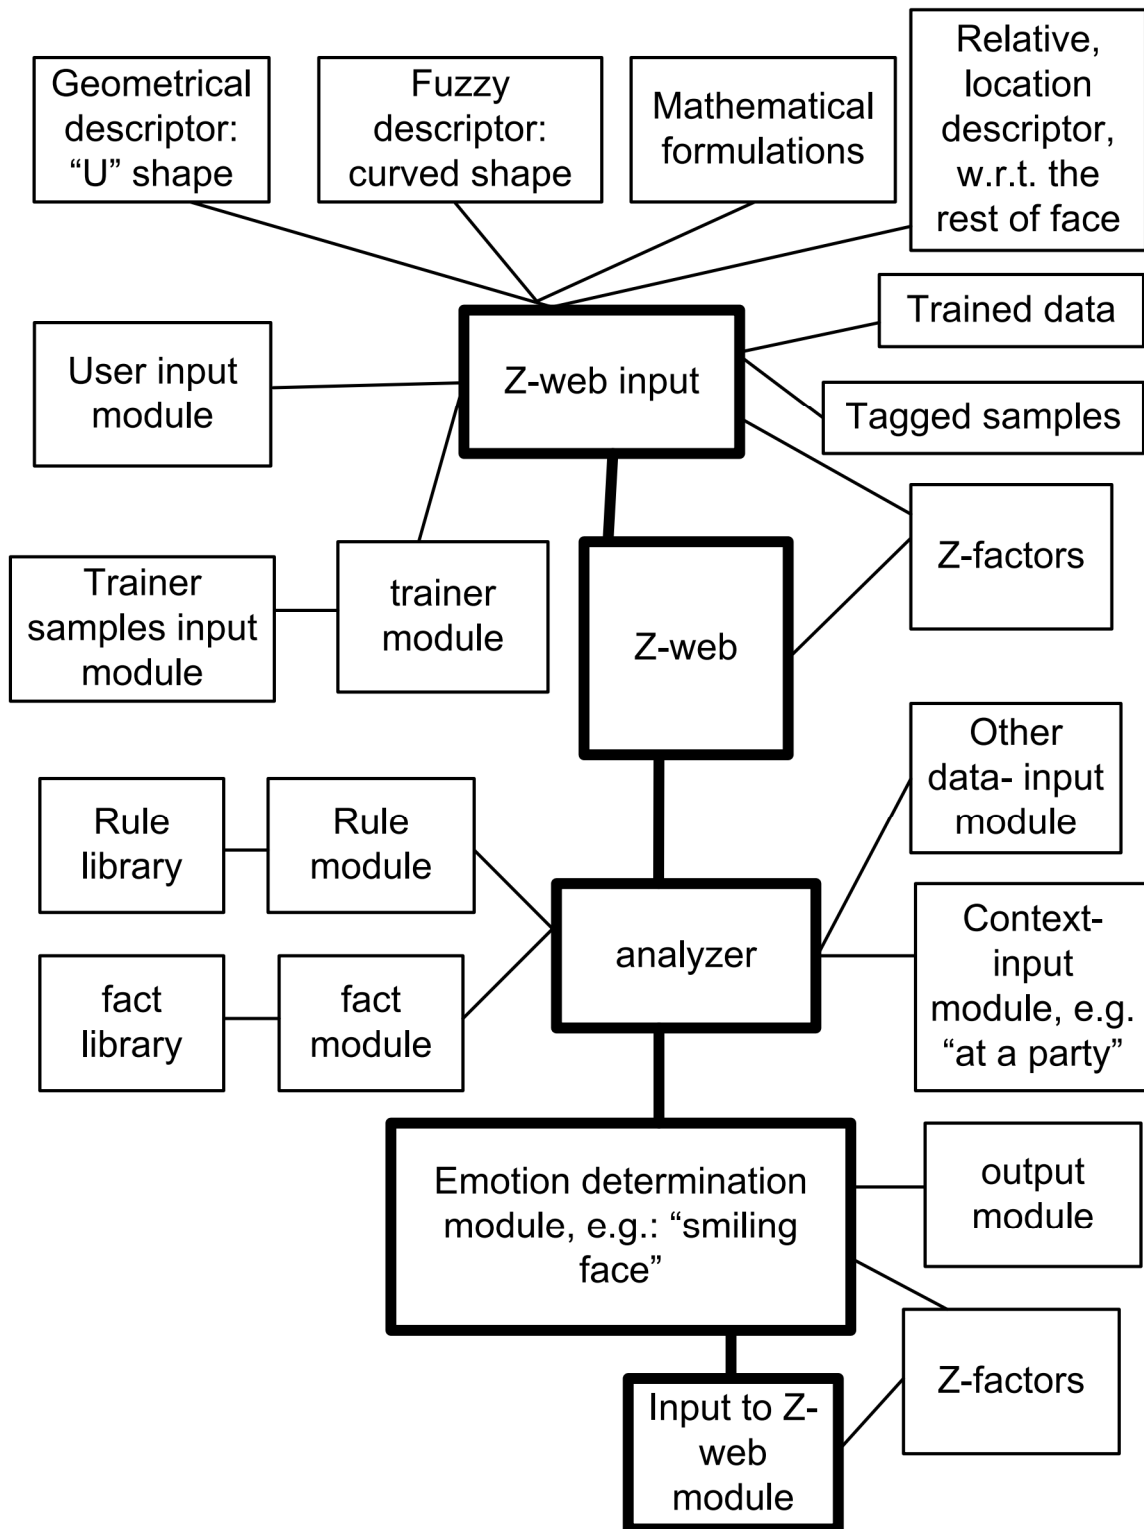 Geometrical
descriptor:
“U” shape
Fuzzy
descriptor:
curved shape
Mathematical
formulations
Relative,
location
descriptor,
w.r.t. the
rest of face
Trained data
User input
module
Z-web input
Tagged samples
Z-factors
Trainer
samples input
module
trainer
module
Z-web
Other
data- input
module
Rule
library
Rule
module
analyzer
Context-
input
module, e.g.
“at a party”
fact
library
fact
module
Emotion determination
module, e.g.: “smiling
face”
output
module
Z-factors
Input to Z-
web
module